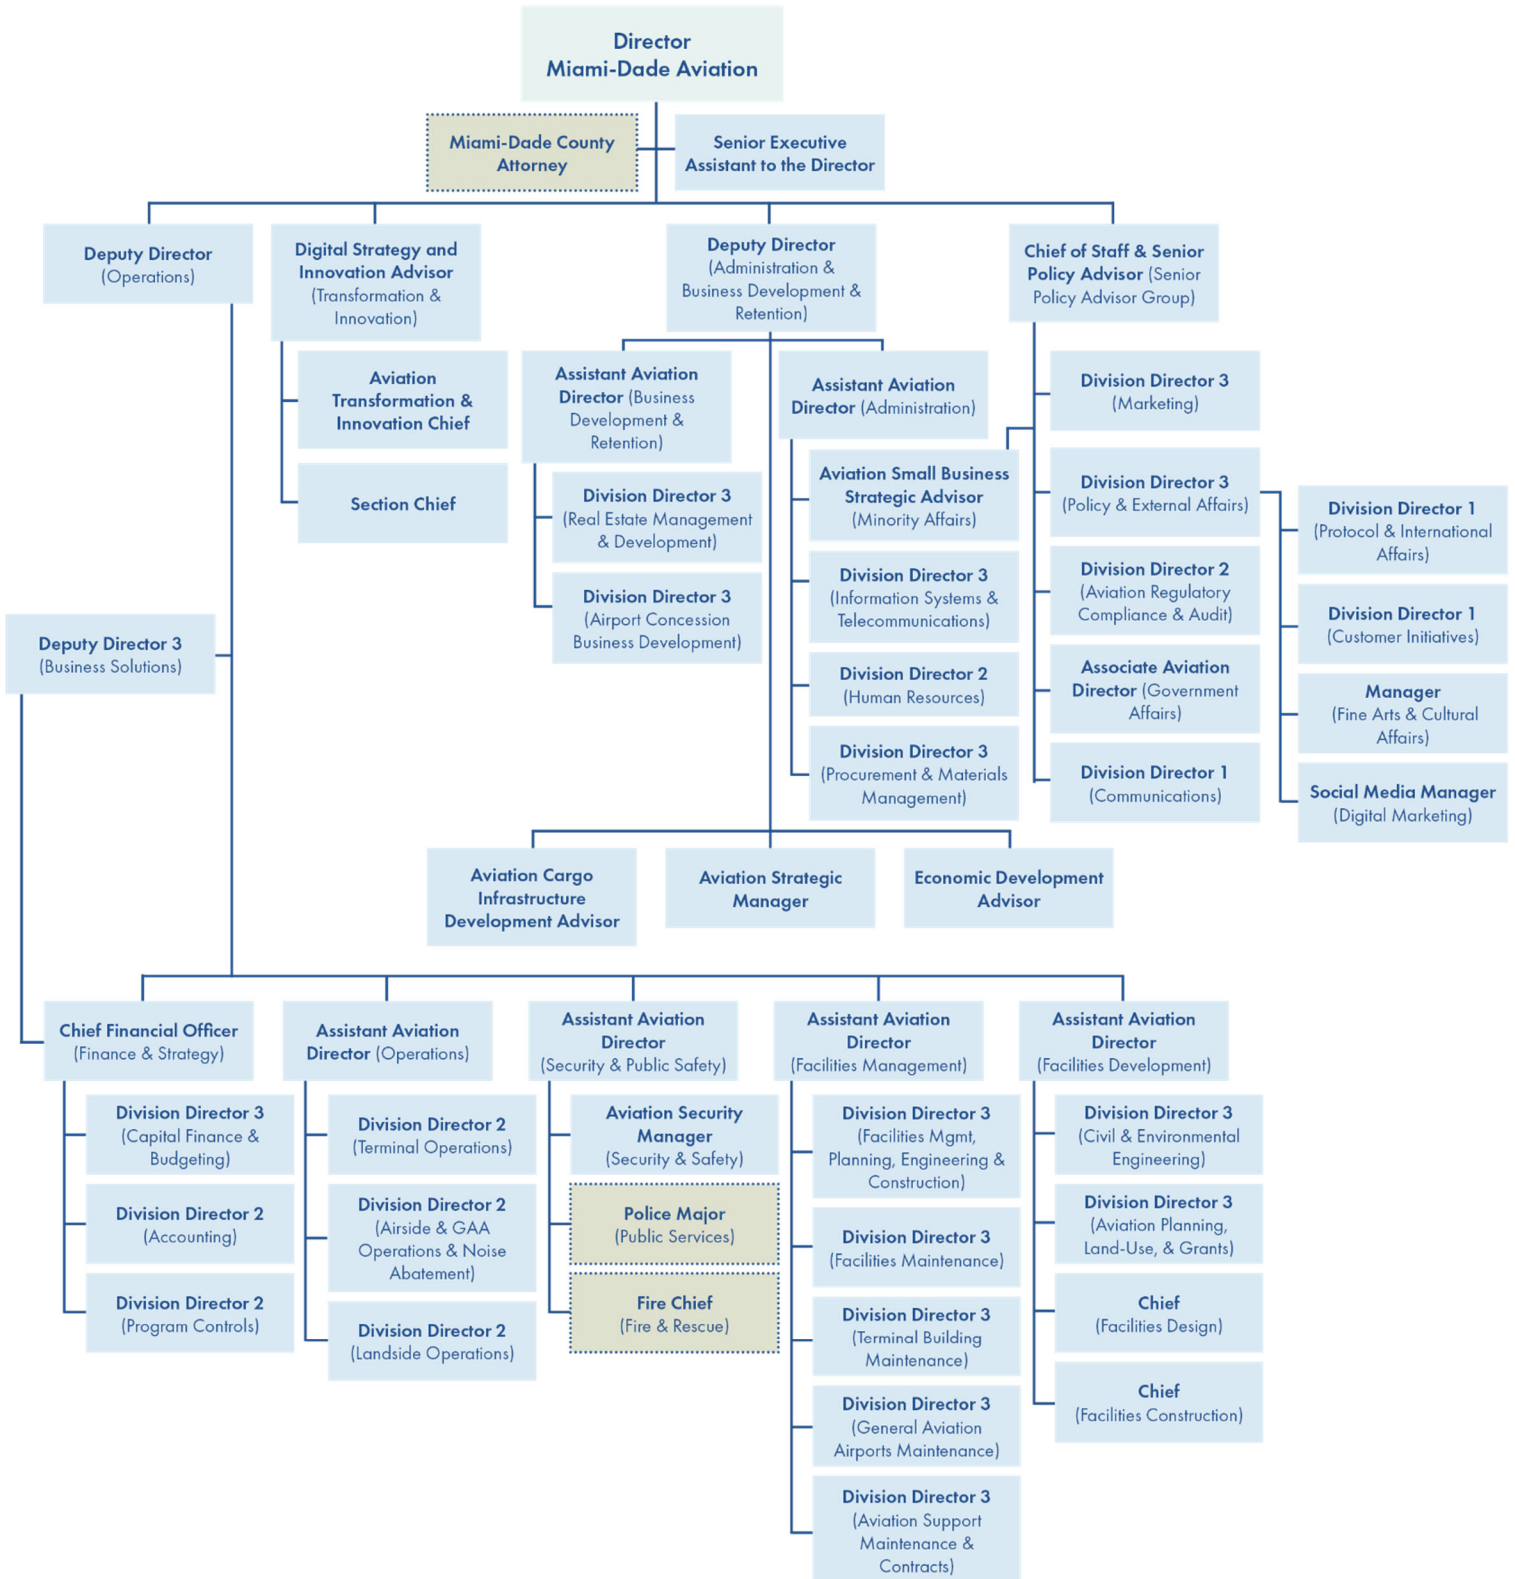 Director
Miami-Dade Aviation
Miami-Dade County
Attorney
Senior Executive
Assistant to the Director
Deputy Director
(Operations)
Digital Strategy and
Innovation Advisor
(Transformation &
Innovation)
Deputy Director
(Administration &
Business Development &
Retention)
Chief of Staff & Senior
Policy Advisor (Senior
Policy Advisor Group)
Aviation
Transformation &
Innovation Chief
Section Chief
Assistant Aviation
Director (Business
Development &
Retention)
Division Director 3
(Real Estate Management
& Development)
Division Director 3
(Airport Concession
Business Development)
Assistant Aviation
Director (Administration)
Aviation Small Business
Strategic Advisor
(Minority Affairs)
Division Director 3
(Information Systems &
Telecommunications)
Division Director 2
(Human Resources)
Division Director 3
(Procurement & Materials
Management)
Division Director 3
(Marketing)
Division Director 3
(Policy & External Affairs)
Division Director 2
(Aviation Regulatory
Compliance & Audit)
Associate Aviation
Director (Government
Affairs)
Division Director 1
(Communications)
Division Director 1
(Protocol & International
Affairs)
Division Director 1
(Customer Initiatives)
Manager
(Fine Arts & Cultural
Affairs)
Social Media Manager
(Digital Marketing)
Deputy Director 3
(Business Solutions)
Aviation Cargo
Infrastructure
Development Advisor
Aviation Strategic
Manager
Economic Development
Advisor
Chief Financial Officer
(Finance & Strategy)
Division Director 3
(Capital Finance &
Budgeting)
Division Director 2
(Accounting)
Division Director 2
(Program Controls)
Assistant Aviation
Director (Operations)
Division Director 2
(Terminal Operations)
Division Director 2
(Airside & GAA
Operations & Noise
Abatement)
Division Director 2
(Landside Operations)
Assistant Aviation
Director
(Security & Public Safety)
Aviation Security
Manager
(Security & Safety)
Police Major
(Public Services)
Fire Chief
(Fire & Rescue)
Assistant Aviation
Director
(Facilities Management)
Division Director 3
(Facilities Mgmt,
Planning, Engineering &
Construction)
Division Director 3
(Facilities Maintenance)
Division Director 3
(Terminal Building
Maintenance)
Division Director 3
(General Aviation
Airports Maintenance)
Division Director 3
(Aviation Support
Maintenance &
Contracts)
Assistant Aviation
Director
(Facilities Development)
Division Director 3
(Civil & Environmental
Engineering)
Division Director 3
(Aviation Planning,
Land-Use, & Grants)
Chief
(Facilities Design)
Chief
(Facilities Construction)